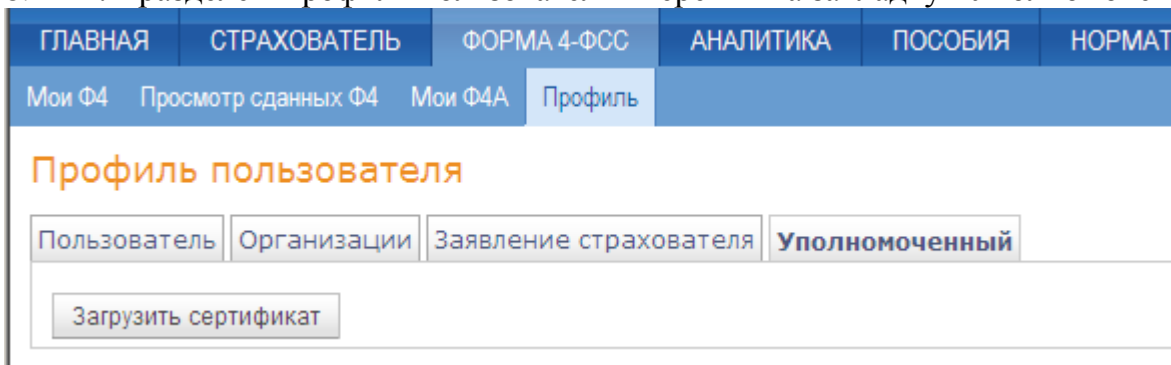 ГЛАВНАЯ СТРАХОВАТЕЛЬ ФОРМА 4-ФСС АНАЛИТИКА ПОСОБИЯ НОРМАТ
Мои Ф4 Просмотр сданных Ф4 Мои Ф4А Профиль
Профиль пользователя
Пользователь Организации Заявление страхователя Уполномоченный
Загрузить сертификат